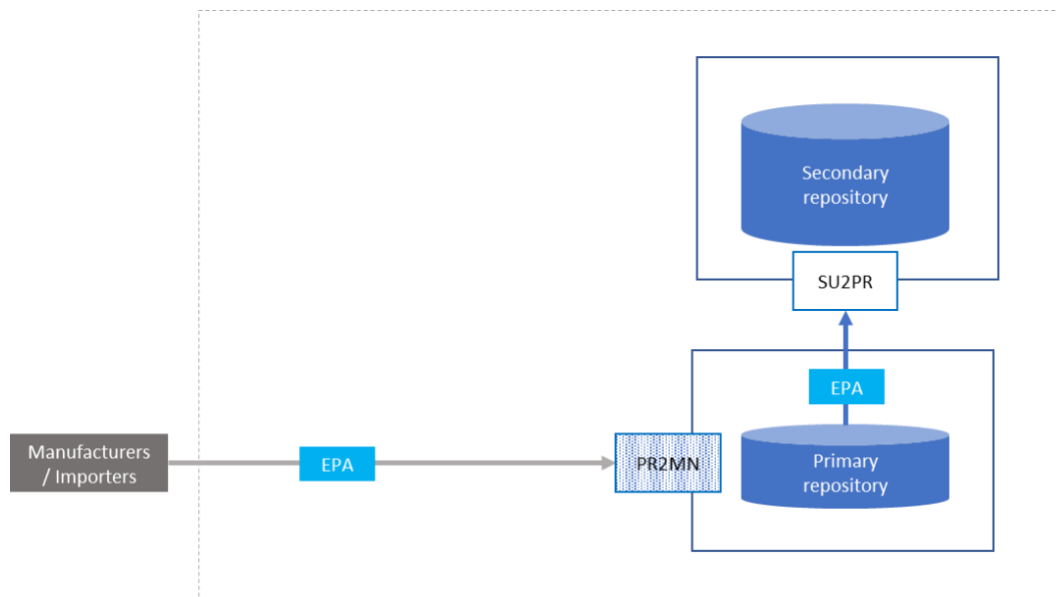 Secondary
repository
SU2PR
EPA
Manufacturers
/ Importers
EPA
PR2MN
Primary
repository